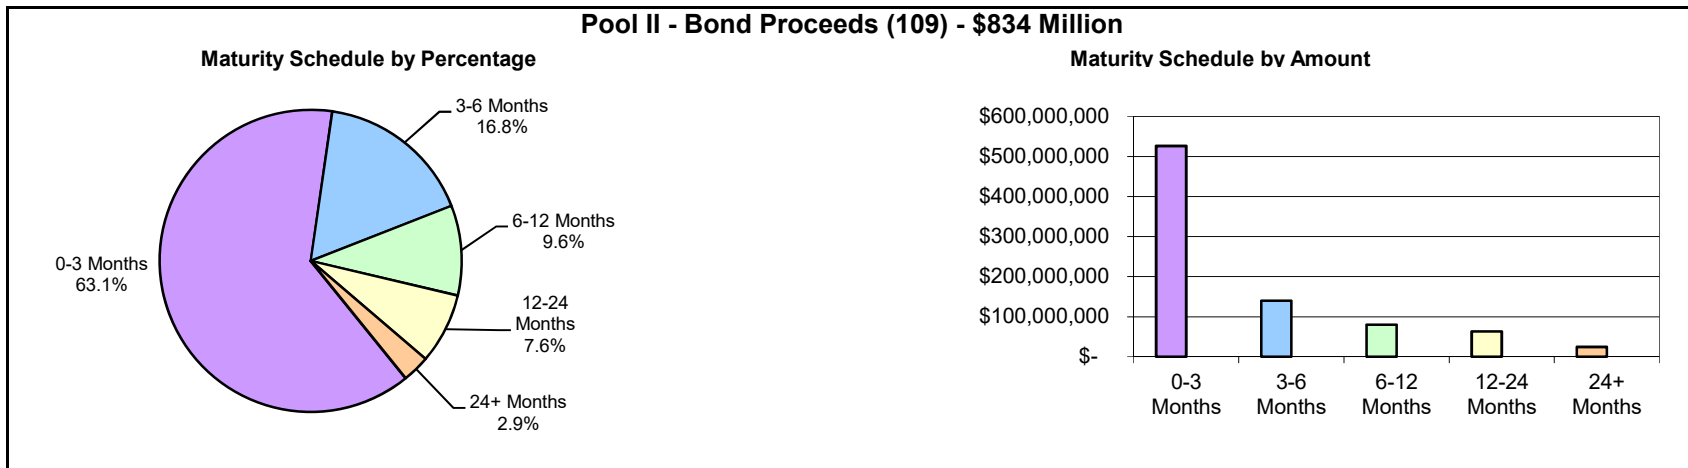 Pool II - Bond Proceeds (109) - $834 Million
Maturity Schedule by Percentage
3-6 Months
16.8%
6-12 Months
9.6%
0-3 Months
63.1%
12-24
Months
7.6%
24+ Months
2.9%
Maturity Schedule by Amount
$600,000,000
$500,000,000
$400,000,000
$300,000,000
$200,000,000
$100,000,000
$-
0-3
Months
3-6
Months
6-12
Months
12-24
Months
24+
Months